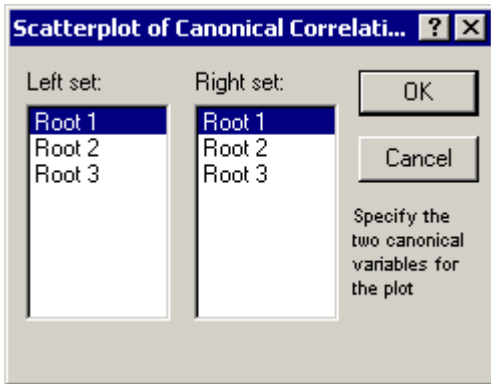 Scatterplot of Canonical Correlati...
Left set:
Root 1
Root 2
Root 3
Right set:
Root 1
Root 2
Root 3
OK
Cancel
Specify the
two canonical
variables for
the plot